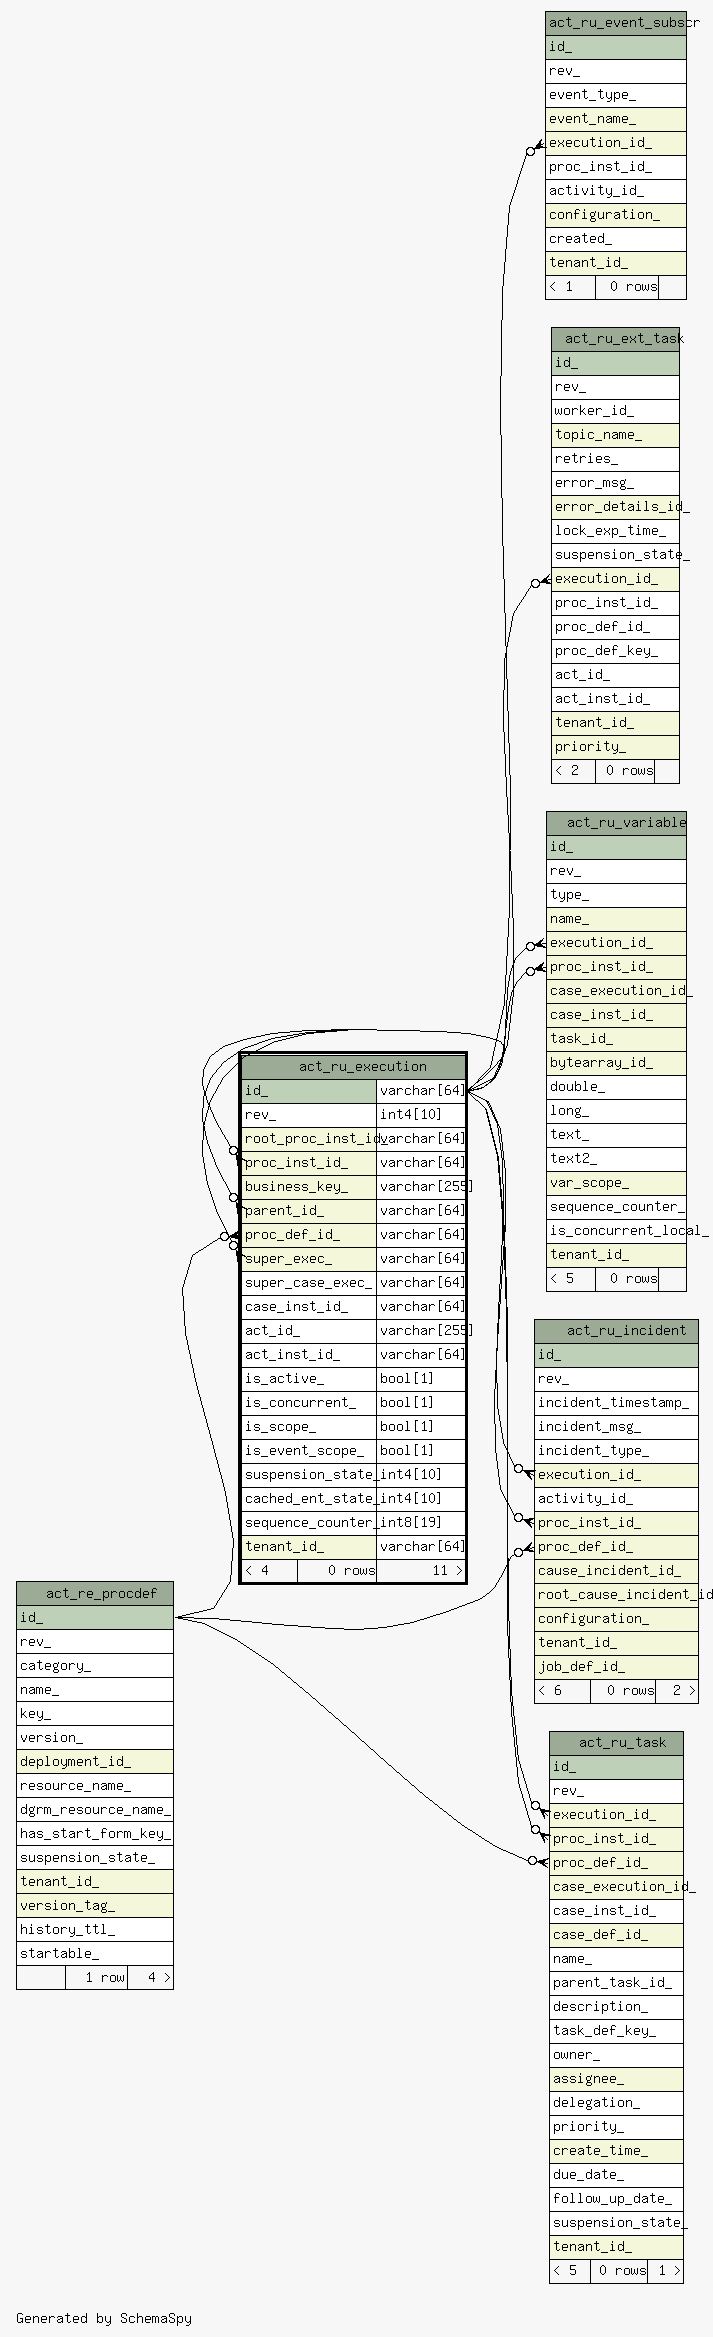 act_ru_event_subscr
id_
rev_
event_type_
event_name_
execution_id_
proc_inst_id_
activity_id_
configuration_
created_
tenant_id_
< 1 0 rows
act_ru_ext_task
id_
rev_
worker_id_
topic_name_
retries_
error_msg_
error_details_id_
lock_exp_time_
suspension_state_
execution_id_
proc_inst_id_
proc_def_id_
proc_def_key_
act_id_
act_inst_id_
tenant_id_
priority_
< 2 0 rows
act_ru_variable
id_
rev_
type_
name_
execution_id_
proc_inst_id_
case_execution_id_
case_inst_id_
task_id_
bytearray_id_
double_
long_
text_
text2_
var_scope_
sequence_counter_
is_concurrent_local_
tenant_id_
< 5 0 rows
act_ru_execution
id_ varchar[64]
rev_ int4[10]
root_proc_inst_id_ varchar[64]
proc_inst_id_ varchar[64]
business_key_ varchar[255]
parent_id_ varchar[64]
proc_def_id_ varchar[64]
super_exec_ varchar[64]
super_case_exec_ varchar[64]
case_inst_id_ varchar[64]
act_id_ varchar[255]
act_inst_id_ varchar[64]
is_active_ bool[1]
is_concurrent_ bool[1]
is_scope_ bool[1]
is_event_scope_ bool[1]
suspension_state_ int4[10]
cached_ent_state_ int4[10]
sequence_counter_ int8[19]
tenant_id_ varchar[64]
< 4 0 rows 11 >
act_ru_incident
id_
rev_
incident_timestamp_
incident_msg_
incident_type_
execution_id_
activity_id_
proc_inst_id_
proc_def_id_
cause_incident_id_
root_cause_incident_id
configuration_
tenant_id_
job_def_id_
< 6 0 rows 2 >
act_re_procdef
id_
rev_
category_
name_
key_
version_
deployment_id_
resource_name_
dgrm_resource_name_
has_start_form_key_
suspension_state_
tenant_id_
version_tag_
history_ttl_
startable_
1 row 4 >
act_ru_task
id_
rev_
execution_id_
proc_inst_id_
proc_def_id_
case_execution_id_
case_inst_id_
case_def_id_
name_
parent_task_id_
description_
task_def_key_
owner_
assignee_
delegation_
priority_
create_time_
due_date_
follow_up_date_
suspension_state_
tenant_id_
< 5 0 rows 1 >
Generated by SchemaSpy